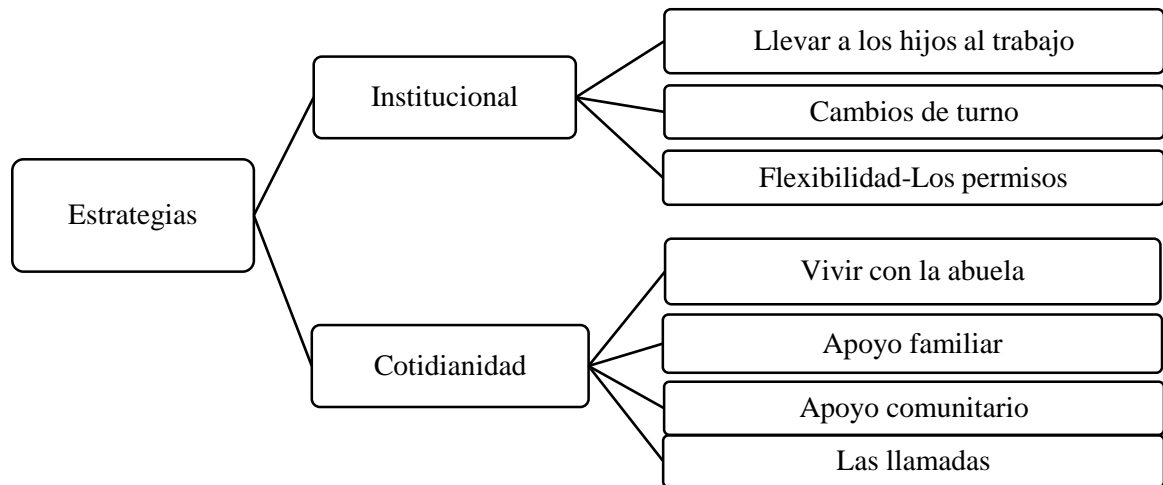 Estrategias
Institucional
Llevar a los hijos al trabajo
Cambios de turno
Flexibilidad-Los permisos
Cotidianidad
Vivir con la abuela
Apoyo familiar
Apoyo comunitario
Las llamadas